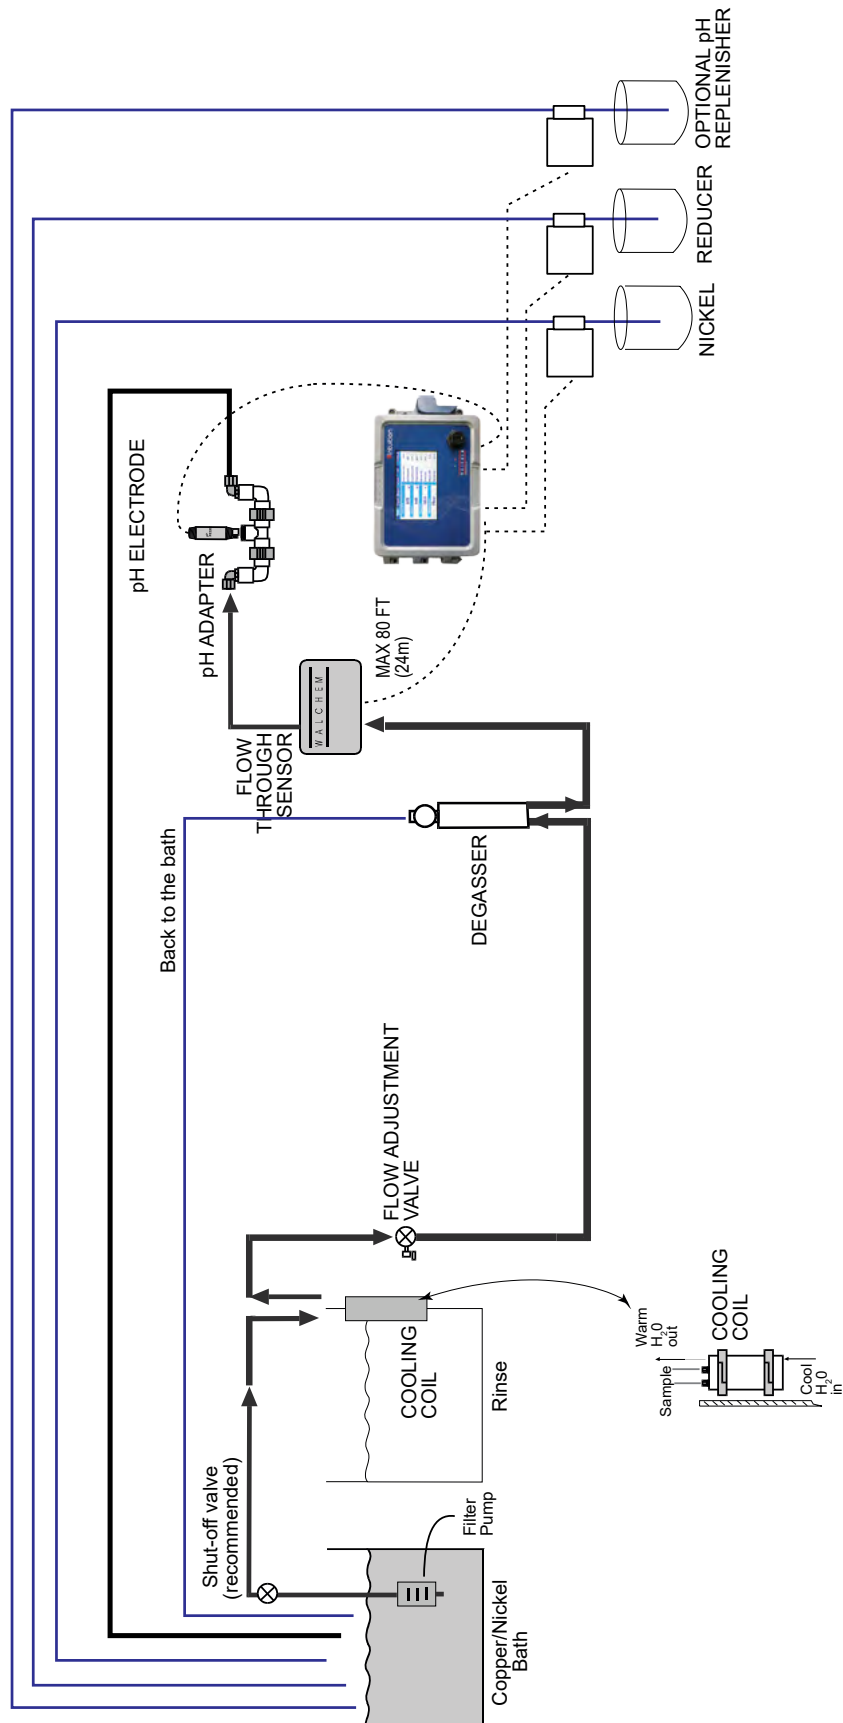 OPTIONAL pH
REPLENISHER
REDUCER
NICKEL
pH ELECTRODE
pH ADAPTER
MAX 80 FT
(24m)
WALCHEM
FLOW
THROUGH
SENSOR
Back to the bath
DEGASSER
FLOW ADJUSTMENT
VALVE
COOLING
COIL
Rinse
Warm
H₂0
out
COOLING
COIL
Sample
Cool
H₂O
in
Shut-off valve
(recommended)
Filter
Pump
Copper/Nickel
Bath